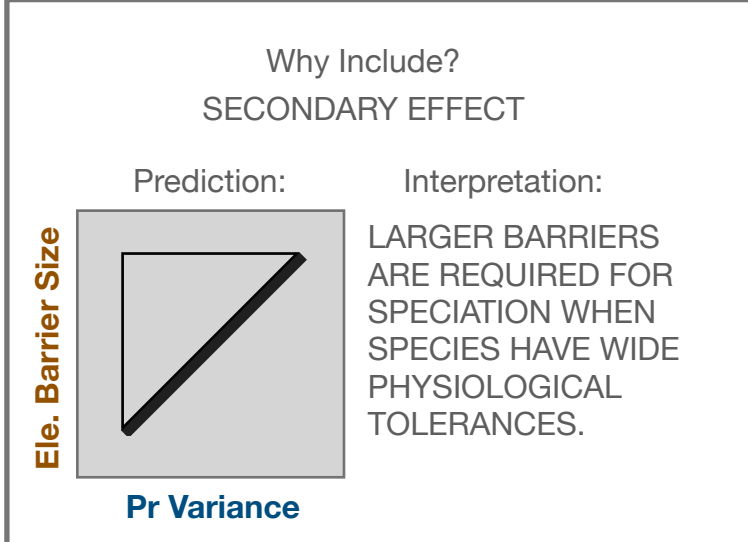 Why Include?
SECONDARY EFFECT
Prediction:
Ele. Barrier Size
Pr Variance
Interpretation:
LARGER BARRIERS
ARE REQUIRED FOR
SPECIATION WHEN
SPECIES HAVE WIDE
PHYSIOLOGICAL
TOLERANCES.